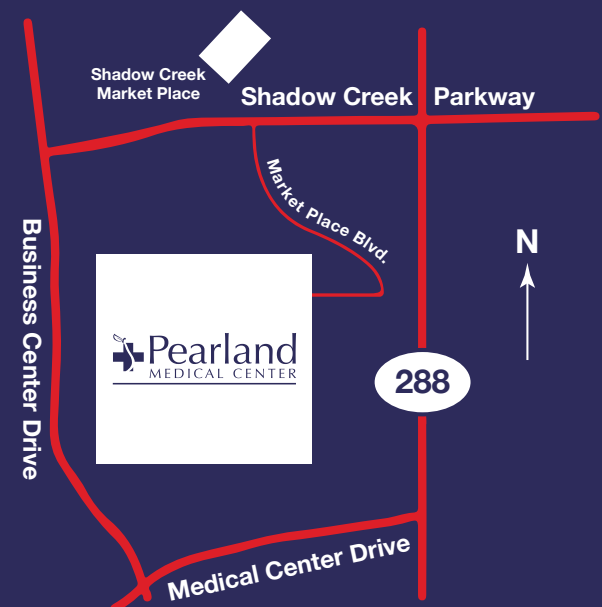 Shadow Creek
Market Place
Shadow Creek Parkway
Market Place Blvd.
Business Center Drive
N
Pearland
MEDICAL CENTER
288
Medical Center Drive